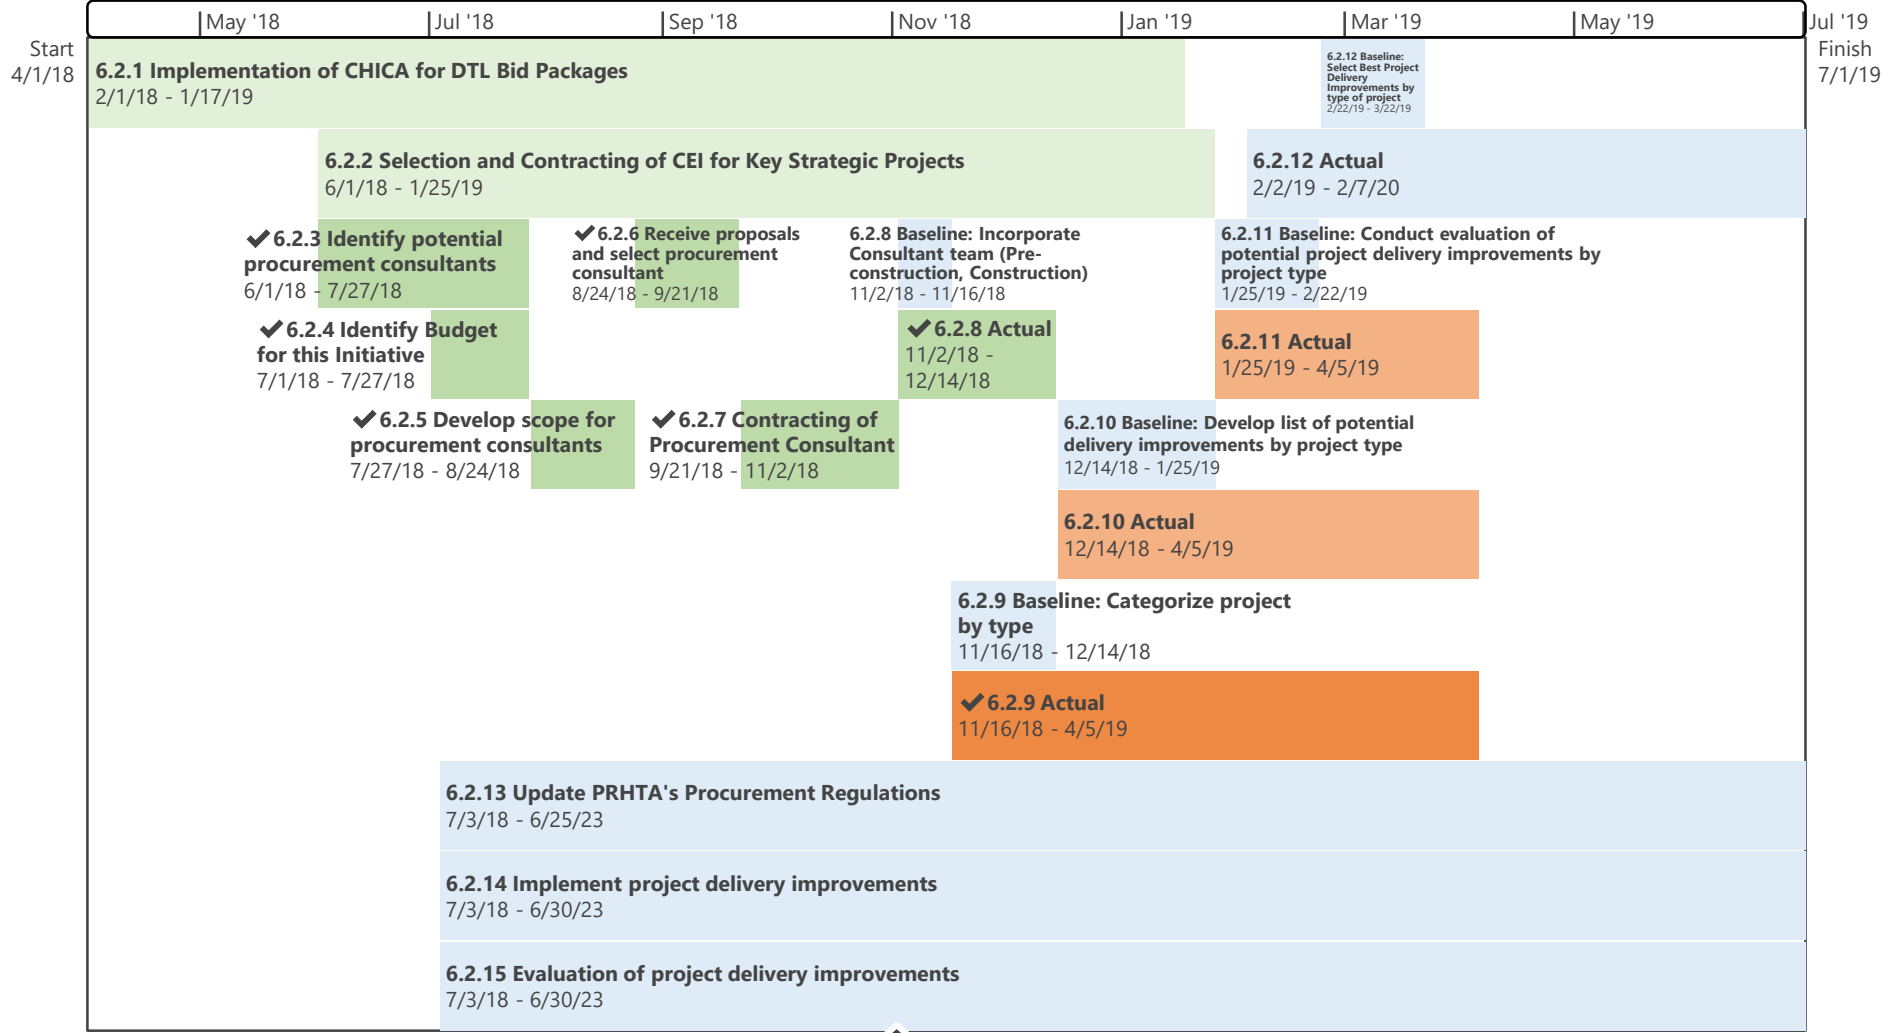 May '18
Jul '18
Sep '18
Nov '18
Jan '19
Mar '19
May '19
Jul '19
Start
4/1/18
Finish
7/1/19
6.2.1 Implementation of CHICA for DTL Bid Packages
2/1/18 - 1/17/19
6.2.12 Baseline:
Select Best Project
Delivery
Improvements by
type of project
2/22/19 - 3/22/19
6.2.2 Selection and Contracting of CEI for Key Strategic Projects
6/1/18 - 1/25/19
6.2.12 Actual
2/2/19 - 2/7/20
✔6.2.3 Identify potential
procurement consultants
6/1/18 - 7/27/18
✔6.2.6 Receive proposals
and select procurement
consultant
8/24/18 - 9/21/18
6.2.8 Baseline: Incorporate
Consultant team (Pre-
construction, Construction)
11/2/18 - 11/16/18
6.2.11 Baseline: Conduct evaluation of
potential project delivery improvements by
project type
1/25/19 - 2/22/19
✔6.2.4 Identify Budget
for this Initiative
7/1/18 - 7/27/18
✔6.2.8 Actual
11/2/18 -
12/14/18
6.2.11 Actual
1/25/19 - 4/5/19
✔6.2.5 Develop scope for
procurement consultants
7/27/18 - 8/24/18
✔6.2.7 Contracting of
Procurement Consultant
9/21/18 - 11/2/18
6.2.10 Baseline: Develop list of potential
delivery improvements by project type
12/14/18 - 1/25/19
6.2.10 Actual
12/14/18 - 4/5/19
6.2.9 Baseline: Categorize project
by type
11/16/18 - 12/14/18
✔6.2.9 Actual
11/16/18 - 4/5/19
6.2.13 Update PRHTA's Procurement Regulations
7/3/18 - 6/25/23
6.2.14 Implement project delivery improvements
7/3/18 - 6/30/23
6.2.15 Evaluation of project delivery improvements
7/3/18 - 6/30/23